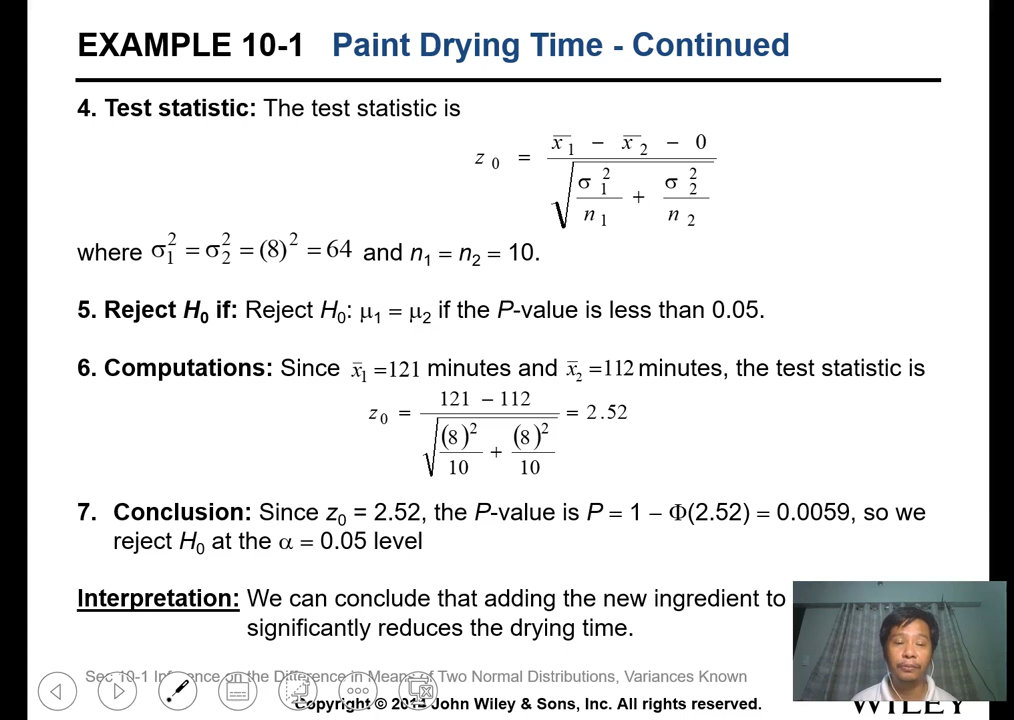 EXAMPLE 10-1 Paint Drying Time - Continued
4. Test statistic: The test statistic is
z₀ = (x̅₁ − x̅₂ − 0) / √(σ₁²/n₁ + σ₂²/n₂)
where σ₁² = σ₂² = (8)² = 64 and n₁ = n₂ = 10.
5. Reject H₀ if: Reject H₀: μ₁ = μ₂ if the P-value is less than 0.05.
6. Computations: Since x̅₁ =121 minutes and x̅₂ =112 minutes, the test statistic is
z₀ = (121 − 112) / √((8)²/10 + (8)²/10) = 2.52
7. Conclusion: Since z₀ = 2.52, the P-value is P = 1 − Φ(2.52) = 0.0059, so we
reject H₀ at the α = 0.05 level
Interpretation: We can conclude that adding the new ingredient to
significantly reduces the drying time.
Sec 10-1 Inference on the Difference in Means of Two Normal Distributions, Variances Known
Copyright © 2014 John Wiley & Sons, Inc. All rights reserved.
WILEY